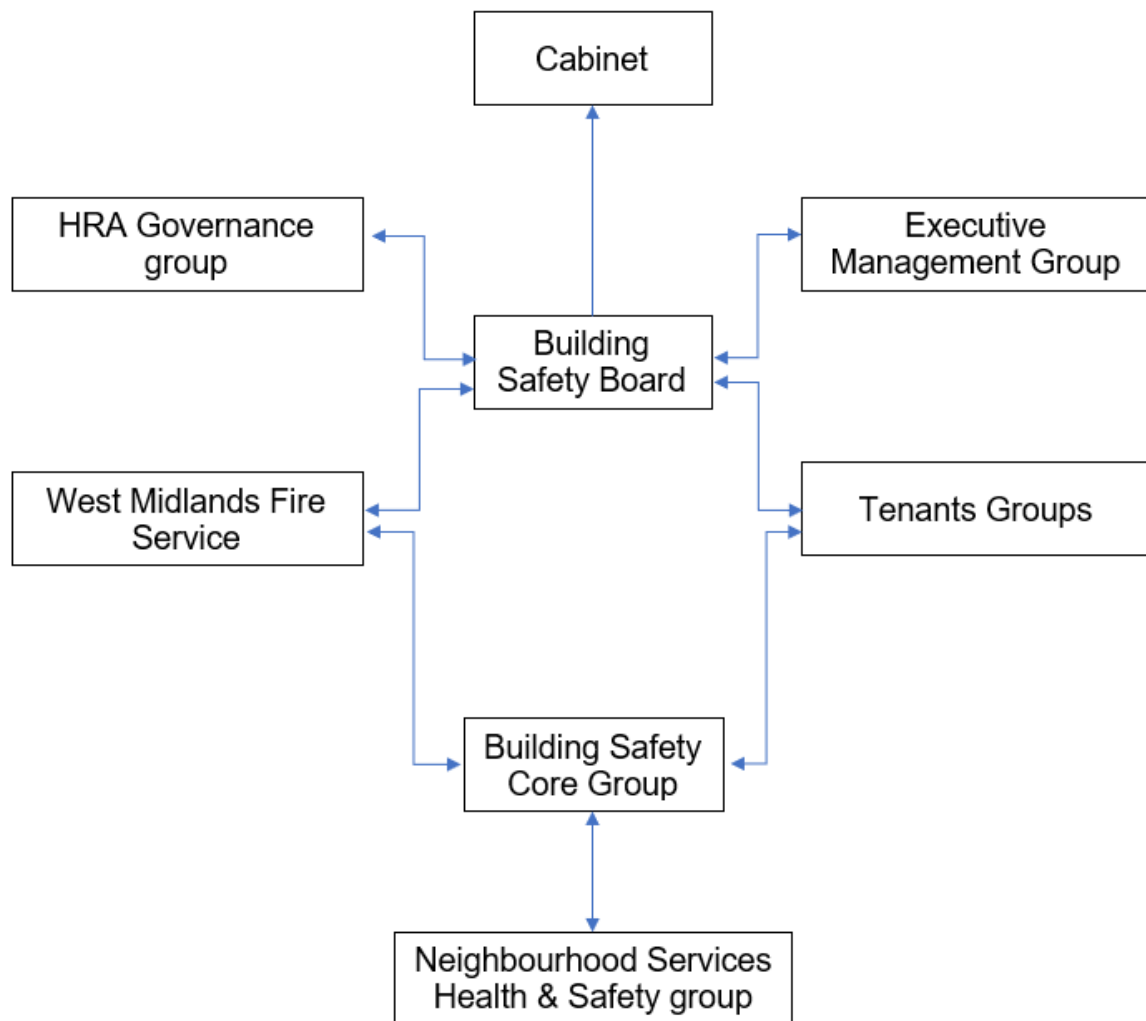 Cabinet
HRA Governance
group
Executive
Management Group
Building
Safety Board
West Midlands Fire
Service
Tenants Groups
Building Safety
Core Group
Neighbourhood Services
Health & Safety group